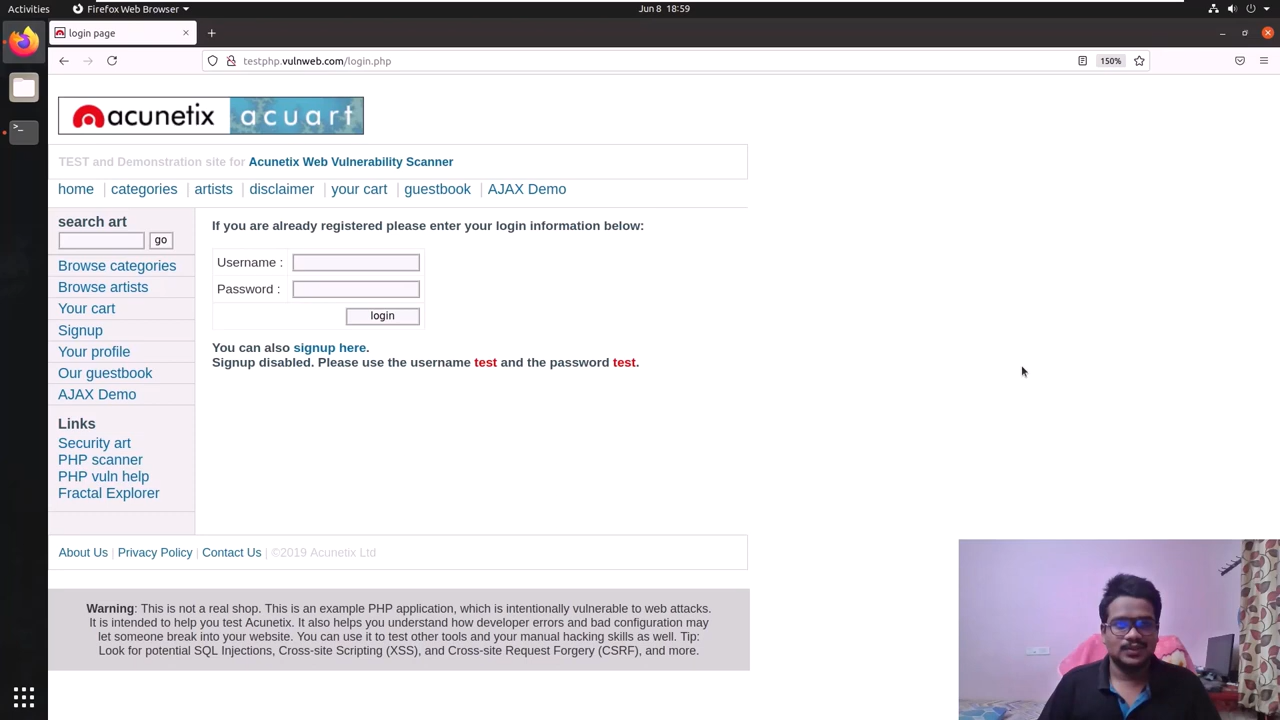 Activities
Firefox Web Browser
Jun 8 18:59
login page
testphp.vulnweb.com/login.php
150%
acunetix acuart
TEST and Demonstration site for Acunetix Web Vulnerability Scanner
home | categories | artists | disclaimer | your cart | guestbook | AJAX Demo
search art
go
Browse categories
Browse artists
Your cart
Signup
Your profile
Our guestbook
AJAX Demo
Links
Security art
PHP scanner
PHP vuln help
Fractal Explorer
If you are already registered please enter your login information below:
Username :
Password :
login
You can also signup here.
Signup disabled. Please use the username test and the password test.
About Us | Privacy Policy | Contact Us | ©2019 Acunetix Ltd
Warning: This is not a real shop. This is an example PHP application, which is intentionally vulnerable to web attacks.
It is intended to help you test Acunetix. It also helps you understand how developer errors and bad configuration may
let someone break into your website. You can use it to test other tools and your manual hacking skills as well. Tip:
Look for potential SQL Injections, Cross-site Scripting (XSS), and Cross-site Request Forgery (CSRF), and more.